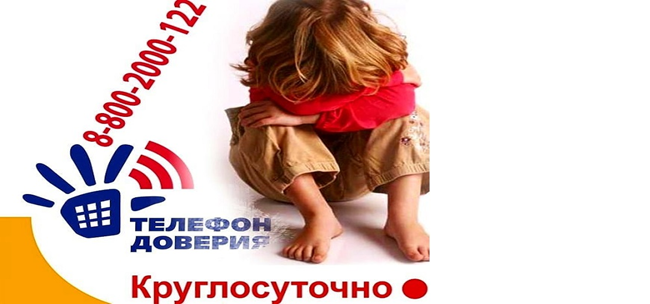 8-800-2000-122
ТЕЛЕФОН
ДОВЕРИЯ
Круглосуточно